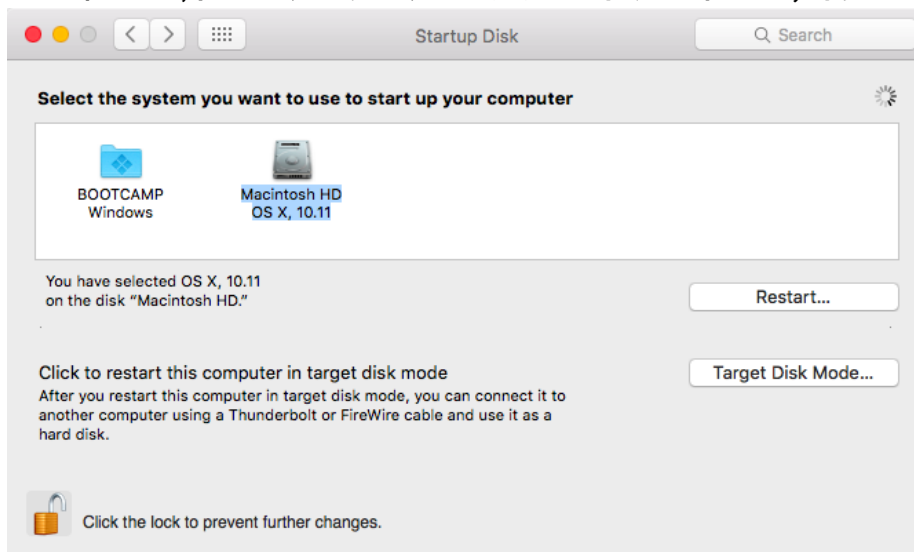 Startup Disk
Search
Select the system you want to use to start up your computer
BOOTCAMP
Windows
Macintosh HD
OS X, 10.11
You have selected OS X, 10.11
on the disk “Macintosh HD.”
Restart...
Click to restart this computer in target disk mode
Target Disk Mode...
After you restart this computer in target disk mode, you can connect it to
another computer using a Thunderbolt or FireWire cable and use it as a
hard disk.
Click the lock to prevent further changes.